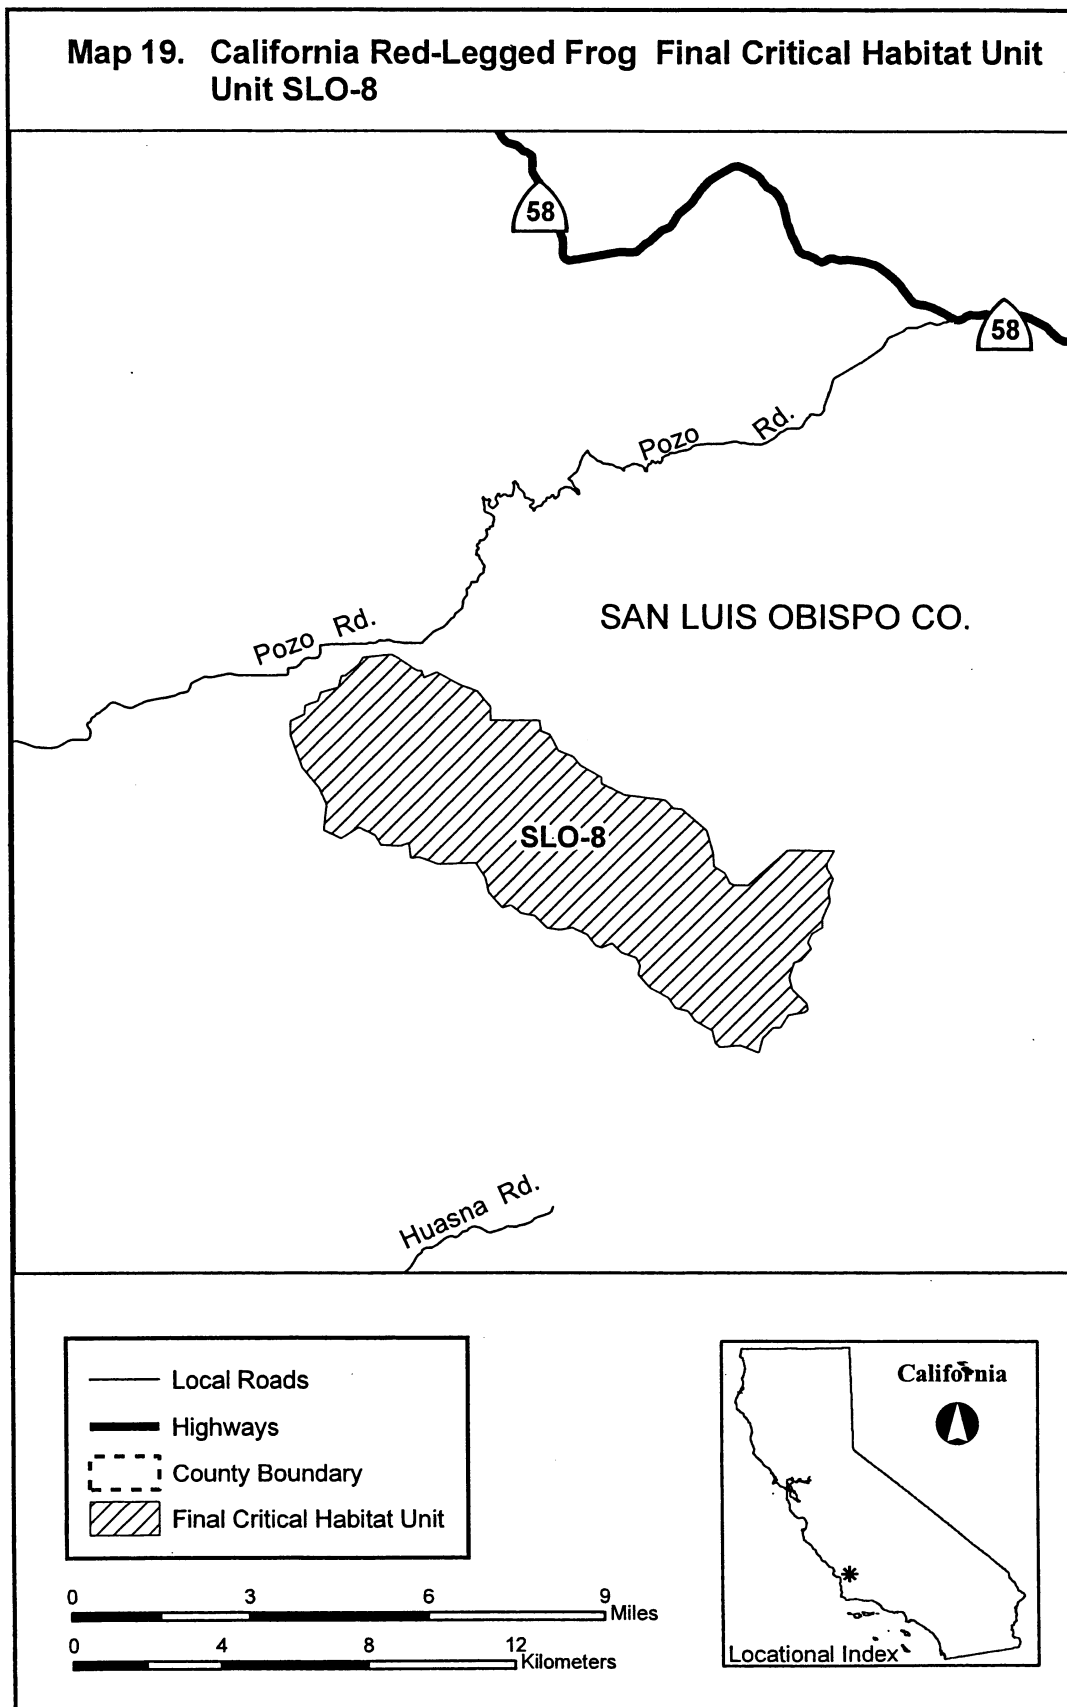 Map 19. California Red-Legged Frog Final Critical Habitat Unit
Unit SLO-8
58
58
Pozo Rd.
SAN LUIS OBISPO CO.
Pozo Rd.
SLO-8
Huasna Rd.
Local Roads
Highways
County Boundary
Final Critical Habitat Unit
0 3 6 9 Miles
0 4 8 12 Kilometers
California
Locational Index